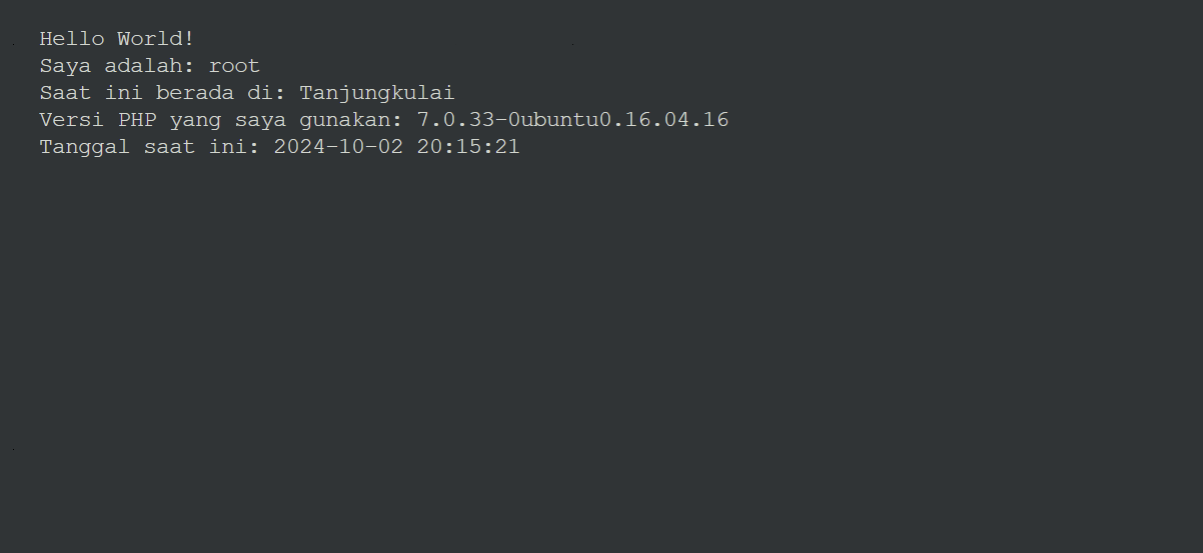 Hello World!
Saya adalah: root
Saat ini berada di: Tanjungkulai
Versi PHP yang saya gunakan: 7.0.33-0ubuntu0.16.04.16
Tanggal saat ini: 2024-10-02 20:15:21